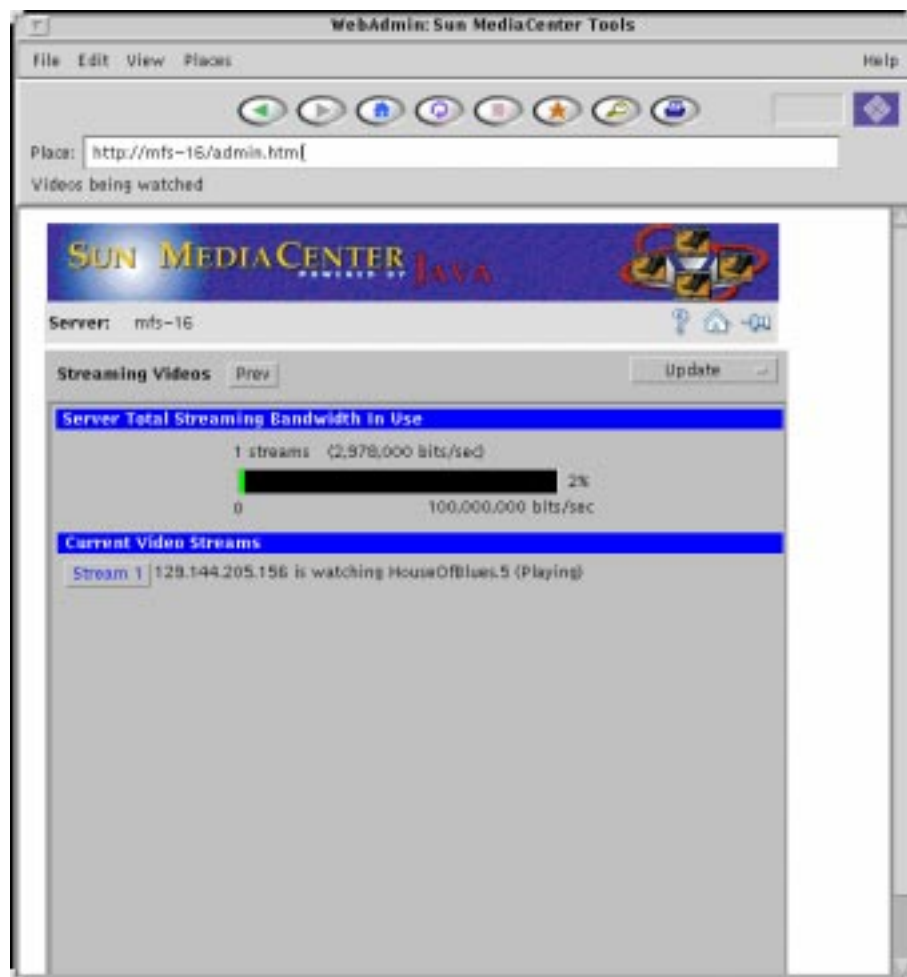 WebAdmin: Sun MediaCenter Tools
File Edit View Places Help
Place: http://mfs-16/admin.html
Videos being watched
SUN MEDIACENTER
POWERED BY JAVA
Server: mfs-16
Streaming Videos Prev Update
Server Total Streaming Bandwidth In Use
1 streams (2,978,000 bits/sec)
2%
0 100,000,000 bits/sec
Current Video Streams
Stream 1 129.144.205.156 is watching HouseOfBlues.5 (Playing)